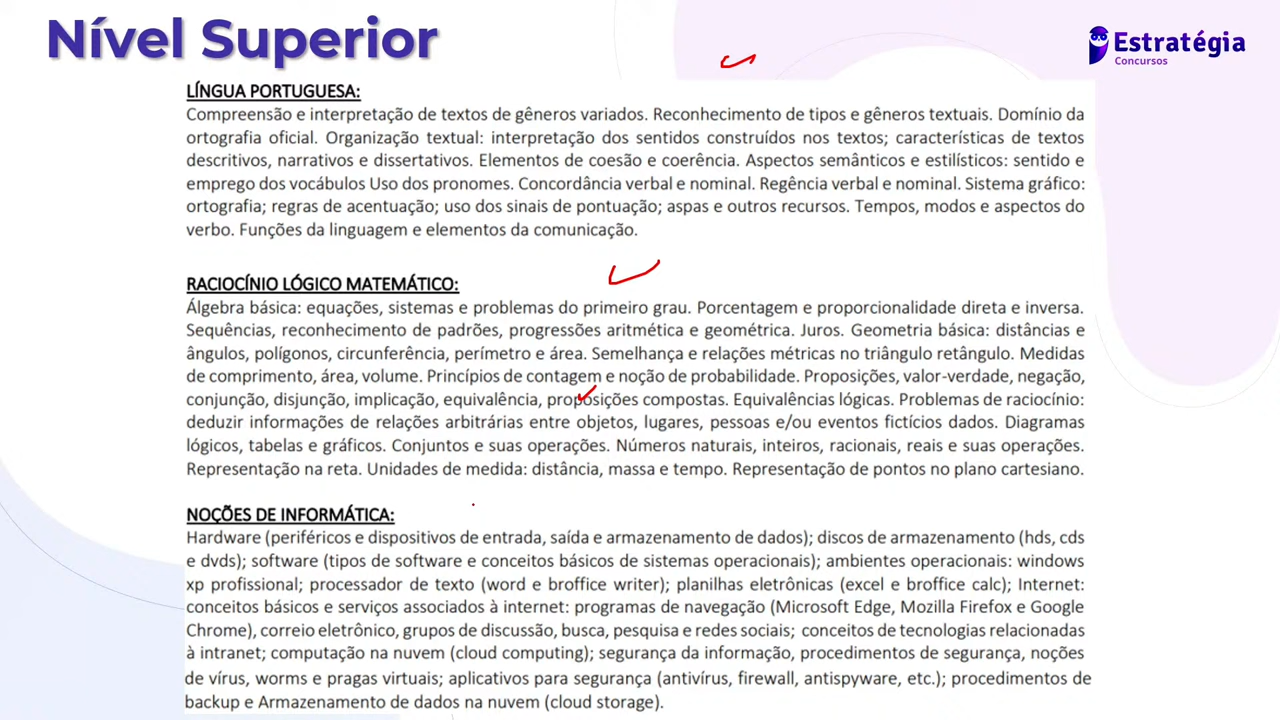 Nível Superior
Estratégia
Concursos
LÍNGUA PORTUGUESA:
Compreensão e interpretação de textos de gêneros variados. Reconhecimento de tipos e gêneros textuais. Domínio da
ortografia oficial. Organização textual: interpretação dos sentidos construídos nos textos; características de textos
descritivos, narrativos e dissertativos. Elementos de coesão e coerência. Aspectos semânticos e estilísticos: sentido e
emprego dos vocábulos Uso dos pronomes. Concordância verbal e nominal. Regência verbal e nominal. Sistema gráfico:
ortografia; regras de acentuação; uso dos sinais de pontuação; aspas e outros recursos. Tempos, modos e aspectos do
verbo. Funções da linguagem e elementos da comunicação.
RACIOCÍNIO LÓGICO MATEMÁTICO:
Álgebra básica: equações, sistemas e problemas do primeiro grau. Porcentagem e proporcionalidade direta e inversa.
Sequências, reconhecimento de padrões, progressões aritmética e geométrica. Juros. Geometria básica: distâncias e
ângulos, polígonos, circunferência, perímetro e área. Semelhança e relações métricas no triângulo retângulo. Medidas
de comprimento, área, volume. Princípios de contagem e noção de probabilidade. Proposições, valor-verdade, negação,
conjunção, disjunção, implicação, equivalência, proposições compostas. Equivalências lógicas. Problemas de raciocínio:
deduzir informações de relações arbitrárias entre objetos, lugares, pessoas e/ou eventos fictícios dados. Diagramas
lógicos, tabelas e gráficos. Conjuntos e suas operações. Números naturais, inteiros, racionais, reais e suas operações.
Representação na reta. Unidades de medida: distância, massa e tempo. Representação de pontos no plano cartesiano.
NOÇÕES DE INFORMÁTICA:
Hardware (periféricos e dispositivos de entrada, saída e armazenamento de dados); discos de armazenamento (hds, cds
e dvds); software (tipos de software e conceitos básicos de sistemas operacionais); ambientes operacionais: windows
xp profissional; processador de texto (word e broffice writer); planilhas eletrônicas (excel e broffice calc); Internet:
conceitos básicos e serviços associados à internet: programas de navegação (Microsoft Edge, Mozilla Firefox e Google
Chrome), correio eletrônico, grupos de discussão, busca, pesquisa e redes sociais; conceitos de tecnologias relacionadas
à intranet; computação na nuvem (cloud computing); segurança da informação, procedimentos de segurança, noções
de vírus, worms e pragas virtuais; aplicativos para segurança (antivírus, firewall, antispyware, etc.); procedimentos de
backup e Armazenamento de dados na nuvem (cloud storage).